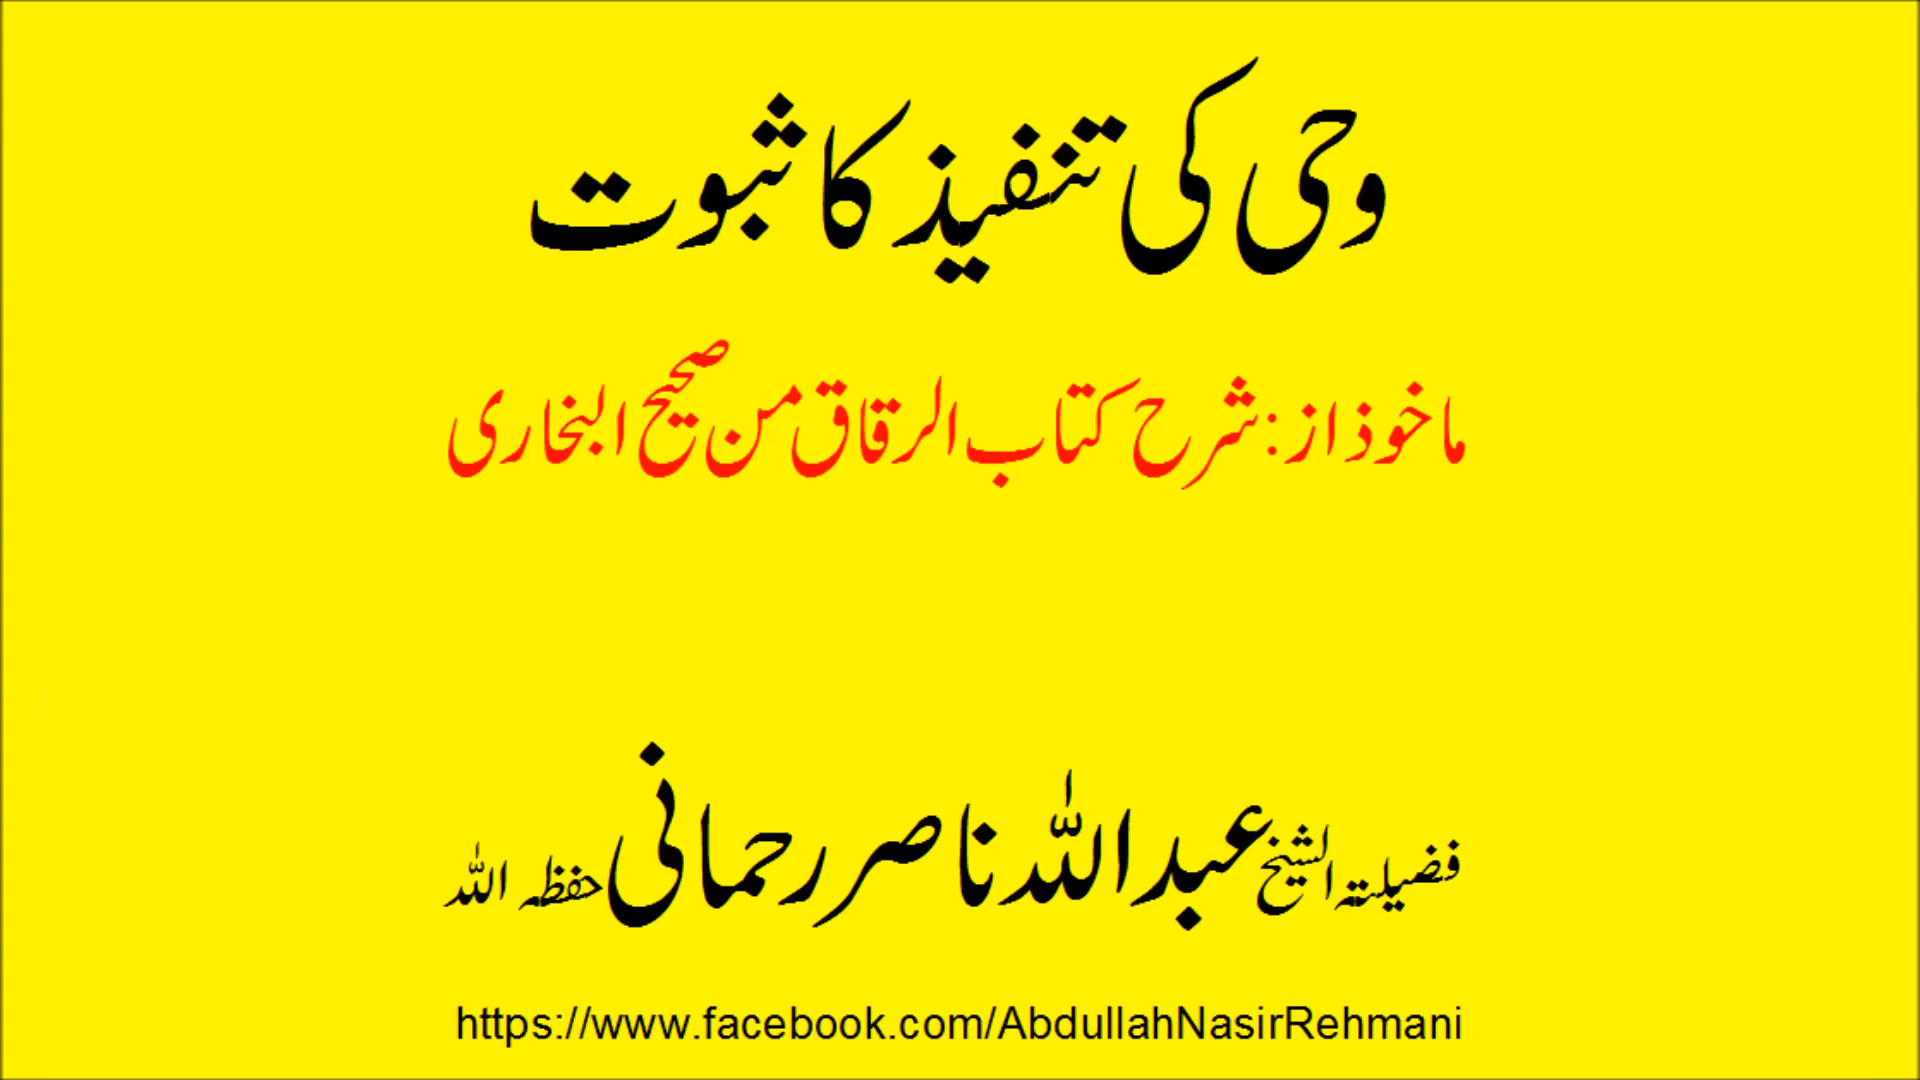 وحی کی تنفیذ کا ثبوت
ماخوذ از: شرح کتاب الرقاق من صحیح البخاری
فضیلۃ الشیخ عبداللہ ناصر رحمانی حفظہ اللہ
https://www.facebook.com/AbdullahNasirRehmani